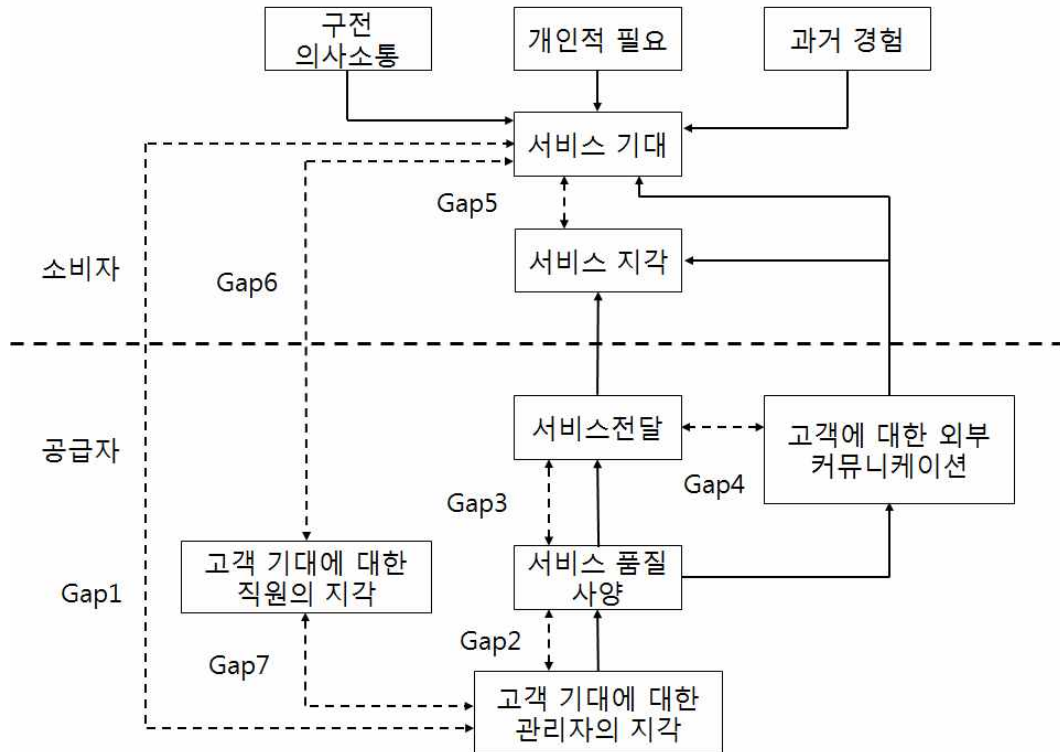 구전
의사소통
개인적 필요
과거 경험
서비스 기대
Gap5
서비스 지각
소비자
Gap6
서비스전달
고객에 대한 외부
커뮤니케이션
공급자
Gap4
Gap3
고객 기대에 대한
직원의 지각
서비스 품질
사양
Gap1
Gap2
Gap7
고객 기대에 대한
관리자의 지각